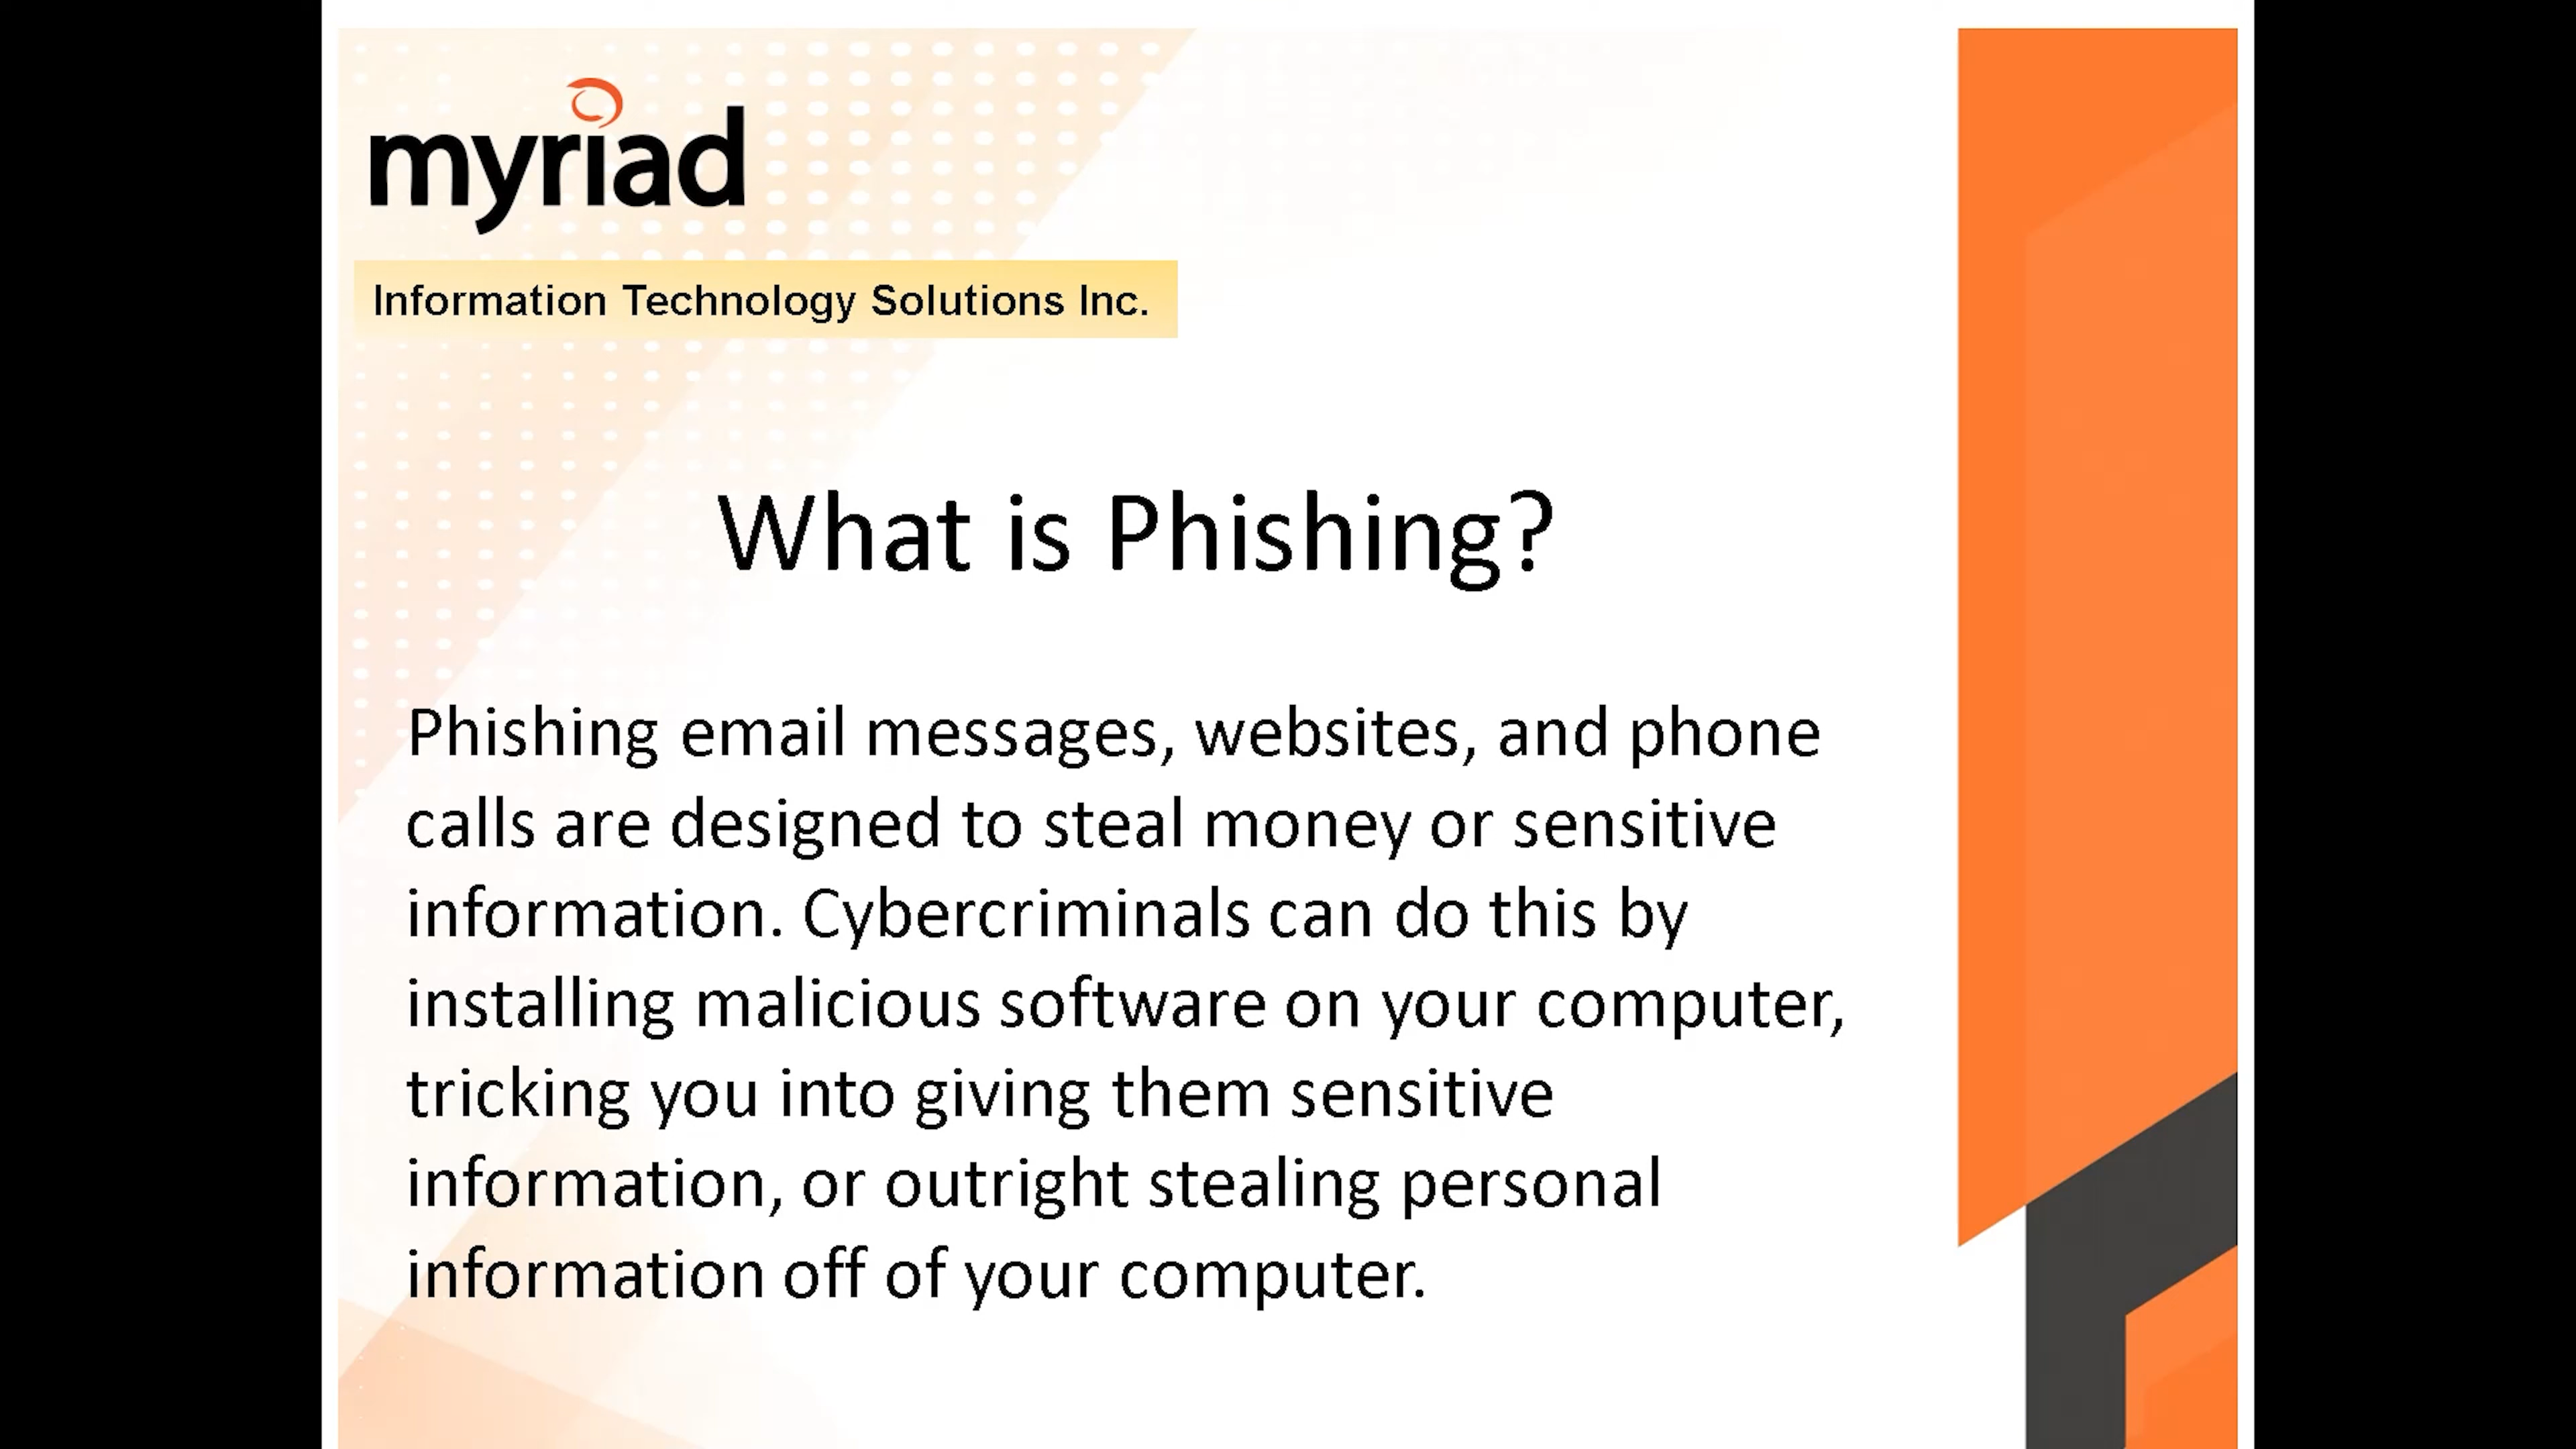 myriad
Information Technology Solutions Inc.
What is Phishing?
Phishing email messages, websites, and phone
calls are designed to steal money or sensitive
information. Cybercriminals can do this by
installing malicious software on your computer,
tricking you into giving them sensitive
information, or outright stealing personal
information off of your computer.